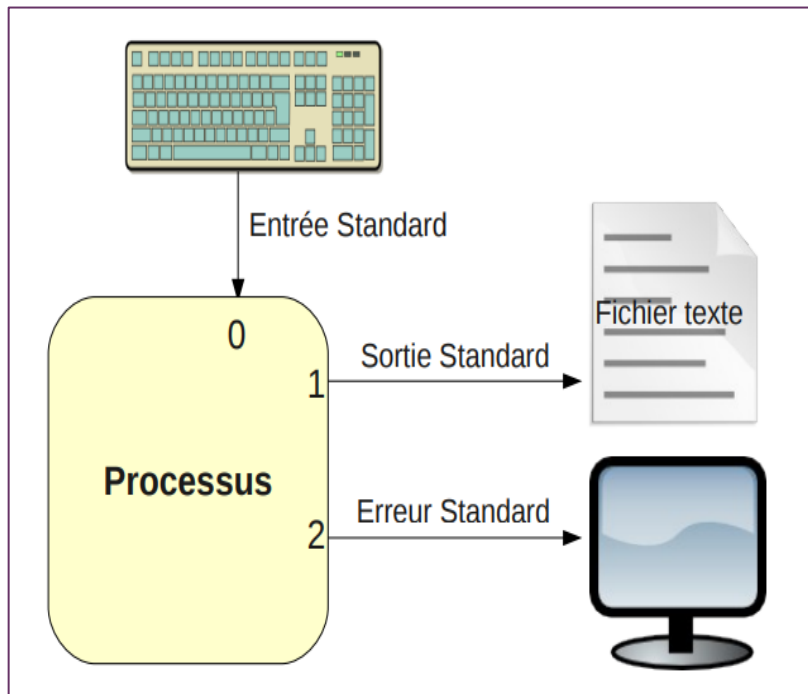 Entrée Standard
0
Fichier texte
Sortie Standard
1
Processus
Erreur Standard
2